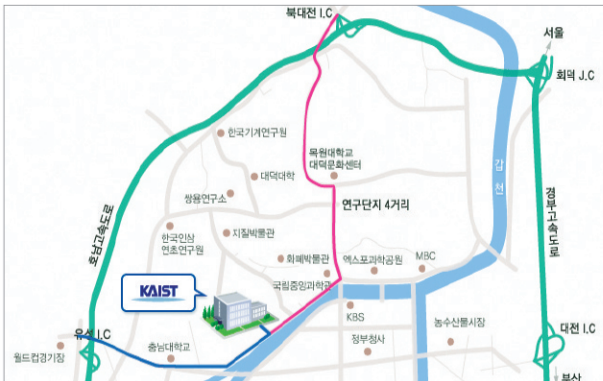 북대전 I.C
서울
회덕 J.C
한국기계연구원
목원대학교
대덕문화센터
대덕대학
갑천
쌍용연구소
연구단지 4거리
경부고속도로
호남고속도로
한국인삼
연초연구원
지질박물관
화폐박물관
엑스포과학공원
MBC
국립중앙과학관
KAIST
KBS
농수산물시장
대전 I.C
유성 I.C
정부청사
충남대학교
월드컵경기장
부산